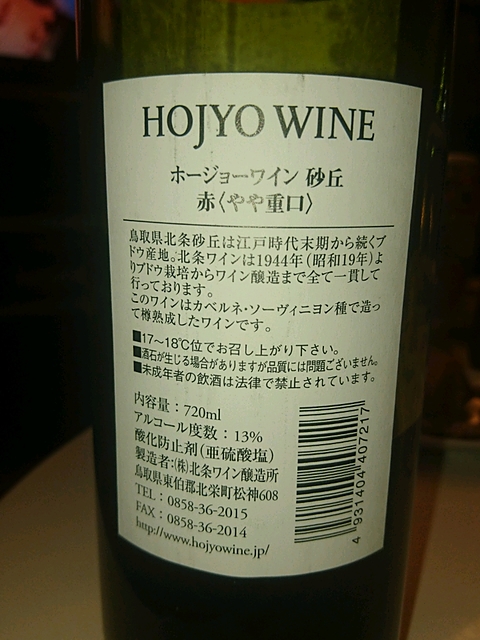 HOJYO WINE
ホージョーワイン 砂丘
赤〈やや重口〉
鳥取県北条砂丘は江戸時代末期から続くブ
ドウ産地。北条ワインは1944年(昭和19年)よ
りブドウ栽培からワイン醸造まで全て一貫して
行っております。
このワインはカベルネ・ソーヴィニヨン種で造っ
て樽熟成したワインです。
■17〜18℃位でお召し上がり下さい。
■酒石が生じる場合がありますが品質には問題ございません。
■未成年者の飲酒は法律で禁止されています。
内容量：720ml
アルコール度数：13%
酸化防止剤(亜硫酸塩)
製造者：㈱北条ワイン醸造所
鳥取県東伯郡北栄町松神608
TEL：0858-36-2015
FAX：0858-36-2014
http://www.hojyowine.jp/
4 931404 407217